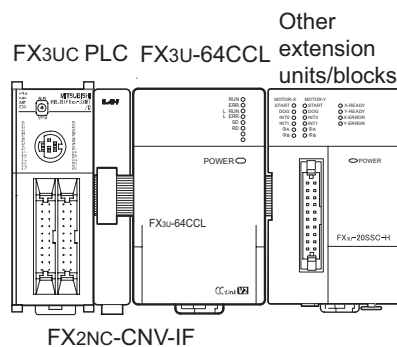 FX3UC PLC
FX3U-64CCL
Other
extension
units/blocks
MITSUBISHI
RUN
STOP
RUN
ERR.
L RUN
L ERR.
SD
RD
POWER
FX3U-64CCL
CC-Link V2
MOTOR-X MOTOR-Y
START START X-READY
DOG DOG Y-READY
INT0 INT0 X-ERROR
INT1 INT1 Y-ERROR
ΦA ΦA
ΦB ΦB
POWER
FX3U-20SSC-H
FX2NC-CNV-IF